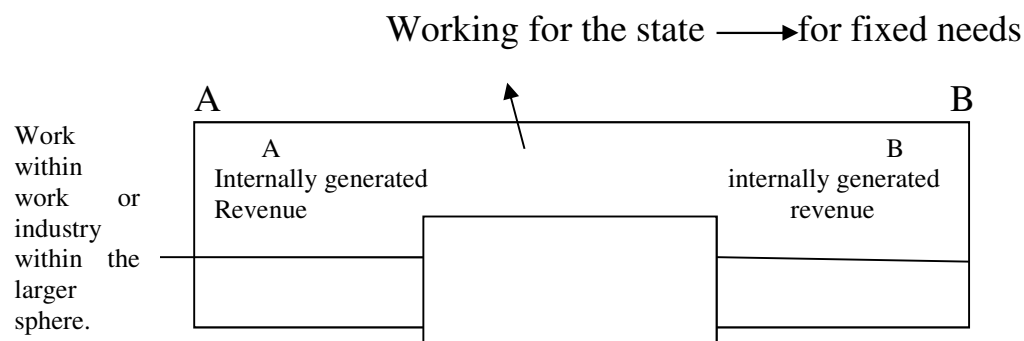 Working for the state for fixed needs
A B
Work
within
work or
industry
within the
larger
sphere.
A
Internally generated
Revenue
B
internally generated
revenue